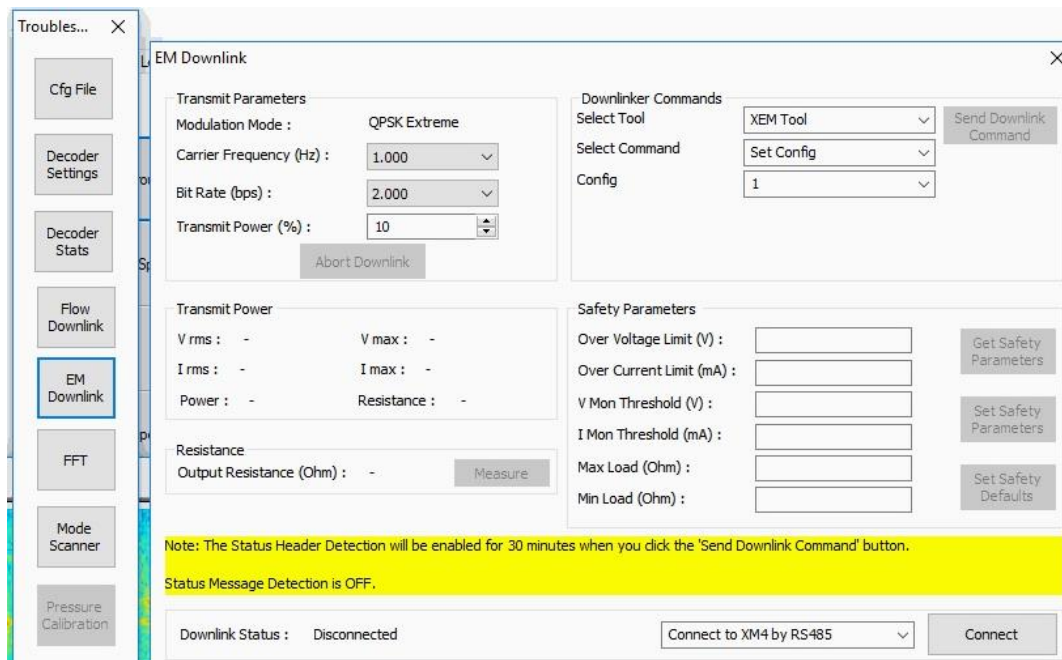 Troubles...
Cfg File
Decoder
Settings
Decoder
Stats
Flow
Downlink
EM
Downlink
FFT
Mode
Scanner
Pressure
Calibration
EM Downlink
Transmit Parameters
Modulation Mode : QPSK Extreme
Carrier Frequency (Hz) : 1.000
Bit Rate (bps) : 2.000
Transmit Power (%) : 10
Abort Downlink
Downlinker Commands
Select Tool XEM Tool
Send Downlink
Command
Select Command Set Config
Config 1
Transmit Power
V rms : - V max : -
I rms : - I max : -
Power : - Resistance : -
Resistance
Output Resistance (Ohm) : - Measure
Safety Parameters
Over Voltage Limit (V) :
Over Current Limit (mA) :
V Mon Threshold (V) :
I Mon Threshold (mA) :
Max Load (Ohm) :
Min Load (Ohm) :
Get Safety
Parameters
Set Safety
Parameters
Set Safety
Defaults
Note: The Status Header Detection will be enabled for 30 minutes when you click the 'Send Downlink Command' button.
Status Message Detection is OFF.
Downlink Status : Disconnected Connect to XM4 by RS485 Connect